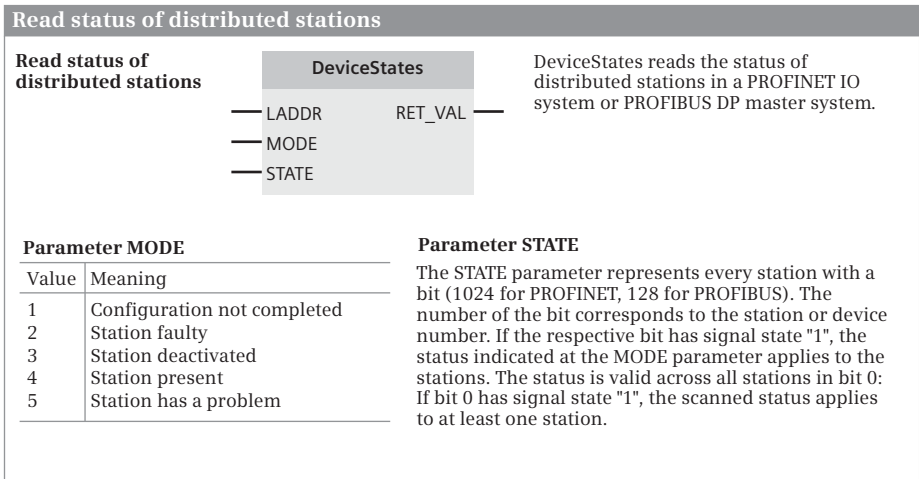 Read status of distributed stations
Read status of
distributed stations
DeviceStates
LADDR RET_VAL
MODE
STATE
DeviceStates reads the status of
distributed stations in a PROFINET IO
system or PROFIBUS DP master system.
Parameter MODE
Value Meaning
1 Configuration not completed
2 Station faulty
3 Station deactivated
4 Station present
5 Station has a problem
Parameter STATE
The STATE parameter represents every station with a
bit (1024 for PROFINET, 128 for PROFIBUS). The
number of the bit corresponds to the station or device
number. If the respective bit has signal state "1", the
status indicated at the MODE parameter applies to the
stations. The status is valid across all stations in bit 0:
If bit 0 has signal state "1", the scanned status applies
to at least one station.